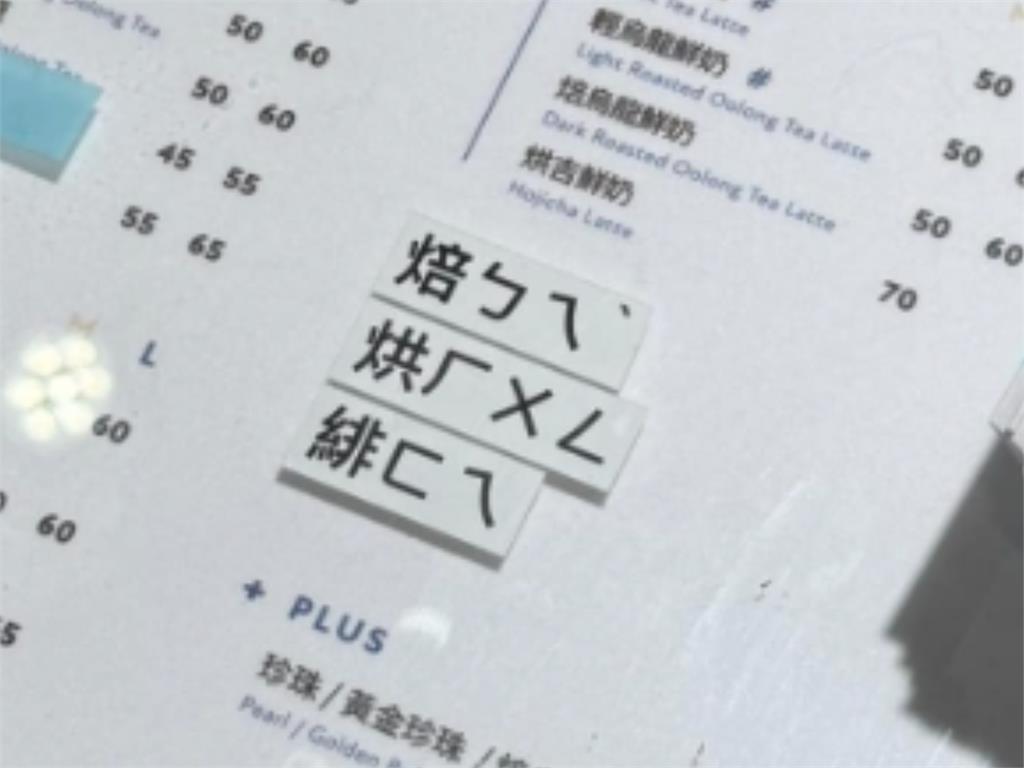 50 60
50 60
45 55
55 65
M L
60
60
Tea Latte
輕烏龍鮮奶 #
Light Roasted Oolong Tea Latte
50
焙烏龍鮮奶
Dark Roasted Oolong Tea Latte
50
烘吉鮮奶
Hojicha Latte
50 60
70
焙ㄅㄟˋ
烘ㄏㄨㄥ
緋ㄈㄟ
+ PLUS
珍珠 / 黃金珍珠 /
Pearl / Golden